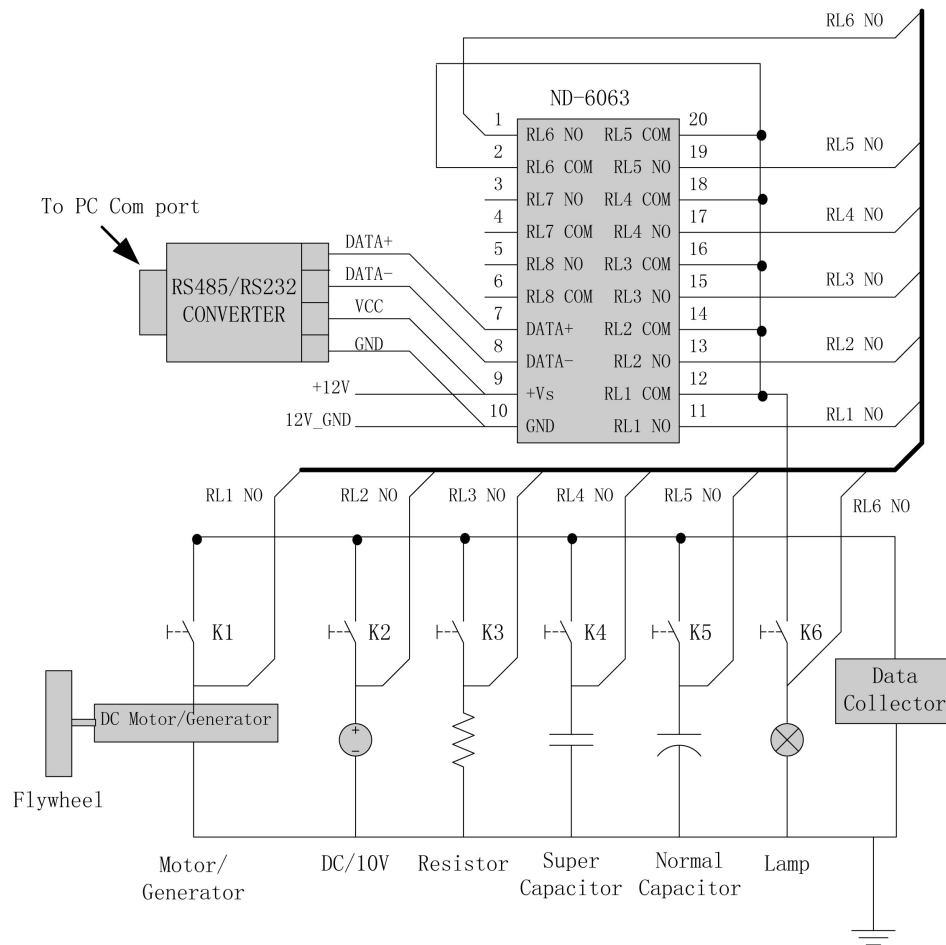 RL6 NO
ND-6063
1 RL6 NO RL5 COM 20
2 RL6 COM RL5 NO 19
RL5 NO
3 RL7 NO RL4 COM 18
4 RL7 COM RL4 NO 17
RL4 NO
5 RL8 NO RL3 COM 16
6 RL8 COM RL3 NO 15
RL3 NO
7 DATA+ RL2 COM 14
8 DATA- RL2 NO 13
RL2 NO
9 +Vs RL1 COM 12
10 GND RL1 NO 11
RL1 NO
To PC Com port
RS485/RS232
CONVERTER
DATA+
DATA-
VCC
GND
+12V
12V_GND
RL1 NO
RL2 NO
RL3 NO
RL4 NO
RL5 NO
RL6 NO
K1
K2
K3
K4
K5
K6
DC Motor/Generator
+
-
Data
Collector
Flywheel
Motor/
Generator
DC/10V
Resistor
Super
Capacitor
Normal
Capacitor
Lamp